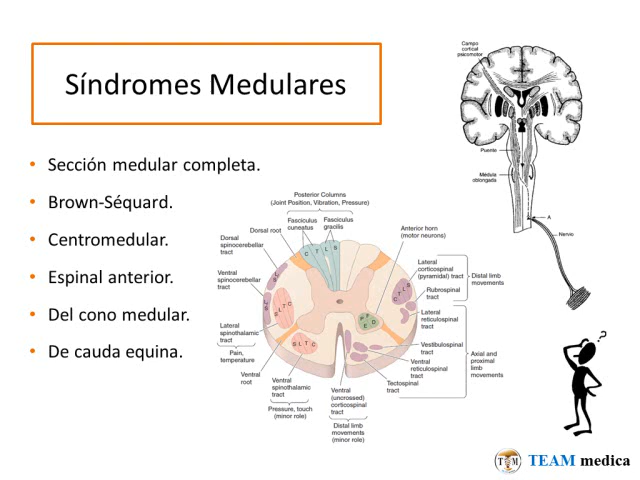 Síndromes Medulares
• Sección medular completa.
• Brown-Séquard.
• Centromedular.
• Espinal anterior.
• Del cono medular.
• De cauda equina.
Campo
cortical
psicomotor
Puente
Médula
oblongada
A
Nervio
Posterior Columns
(Joint Position, Vibration, Pressure)
Fasciculus
cuneatus
Fasciculus
gracilis
Dorsal root
Dorsal
spinocerebellar
tract
Ventral
spinocerebellar
tract
Lateral
spinothalamic
tract
Pain,
temperature
Ventral
root
Ventral
spinothalamic
tract
Pressure, touch
(minor role)
Ventral
(uncrossed)
corticospinal
tract
Distal limb
movements
(minor role)
Anterior horn
(motor neurons)
Lateral
corticospinal
(pyramidal) tract
Rubrospinal
tract
Distal limb
movements
Lateral
reticulospinal
tract
Vestibulospinal
tract
Ventral
reticulospinal
tract
Tectospinal
tract
Axial and
proximal
limb
movements
C T L S
S L T C
S L T C
C T L S
P F E D
L S
L S
?
T M
TEAM medica